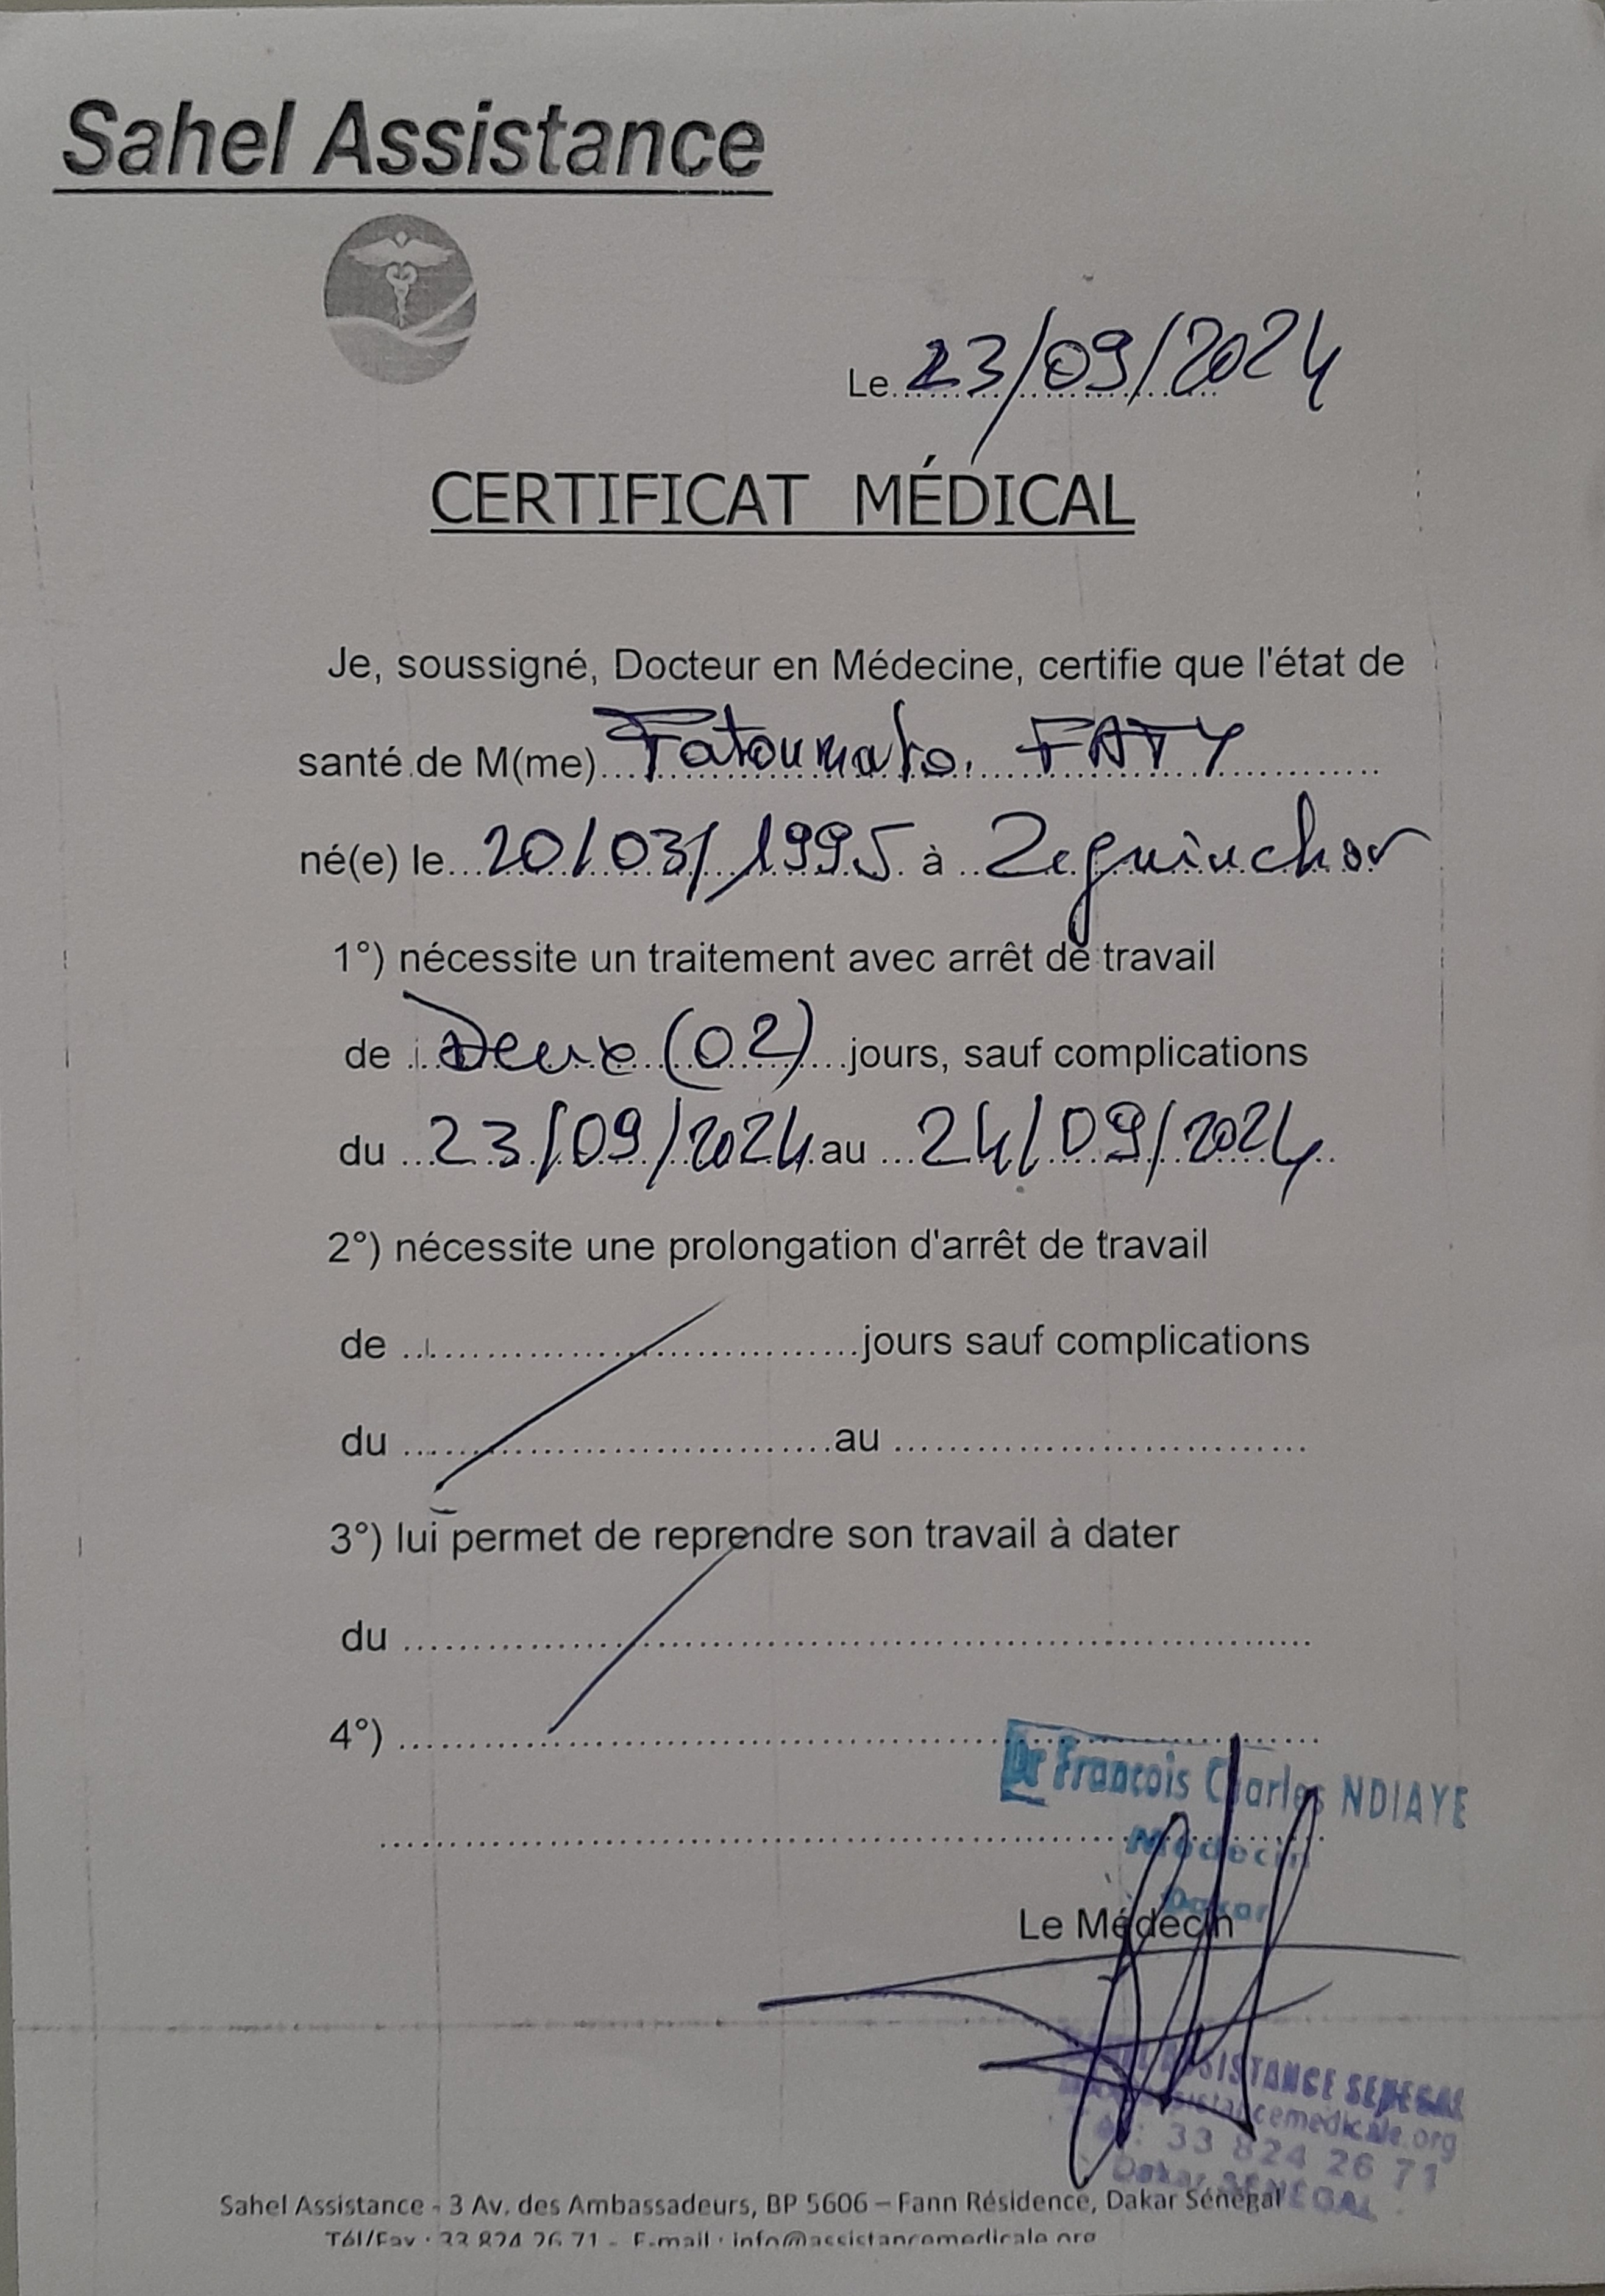 Sahel Assistance
Le 23/09/2024
CERTIFICAT MÉDICAL
Je, soussigné, Docteur en Médecine, certifie que l'état de
santé de M(me) Fatoumata FATY
né(e) le 20/03/1995 à Ziguinchor
1°) nécessite un traitement avec arrêt de travail
de Deux (02) jours, sauf complications
du 23/09/2024 au 24/09/2024
2°) nécessite une prolongation d'arrêt de travail
de jours sauf complications
du au
3°) lui permet de reprendre son travail à dater
du
4°)
Dr Francois Charles NDIAYE
Médecin
Dakar
Le Médecin
ASSISTANCE SENEGAL
assistancemedicale.org
33 824 26 71
Dakar SENEGAL
Sahel Assistance - 3 Av. des Ambassadeurs, BP 5606 – Fann Résidence, Dakar Sénégal
Tél/Fax : 33 824 26 71 - E-mail : info@assistancemedicale.org